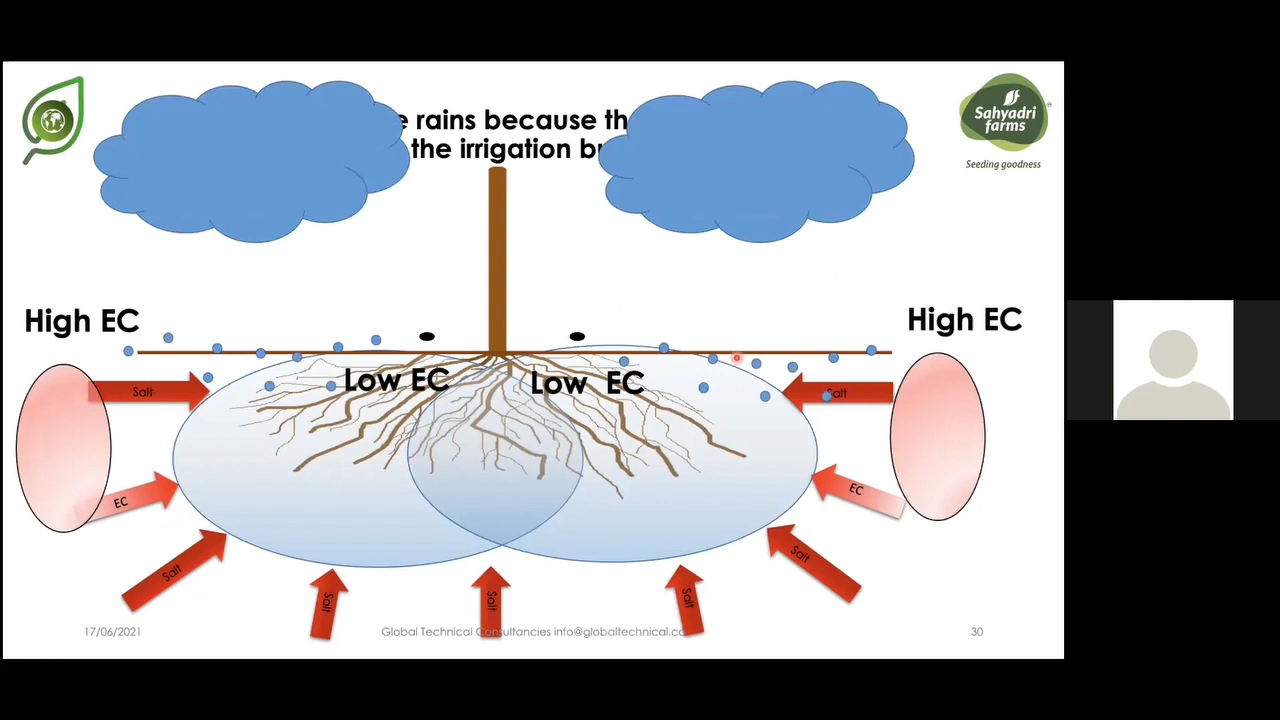 rains because
the irrigation
Sahyadri
farms
Seeding goodness
High EC
High EC
Low EC
Low EC
Salt
Salt
EC
EC
Salt
Salt
Salt
Salt
Salt
17/06/2021
Global Technical Consultancies info@globaltechnical.co
30